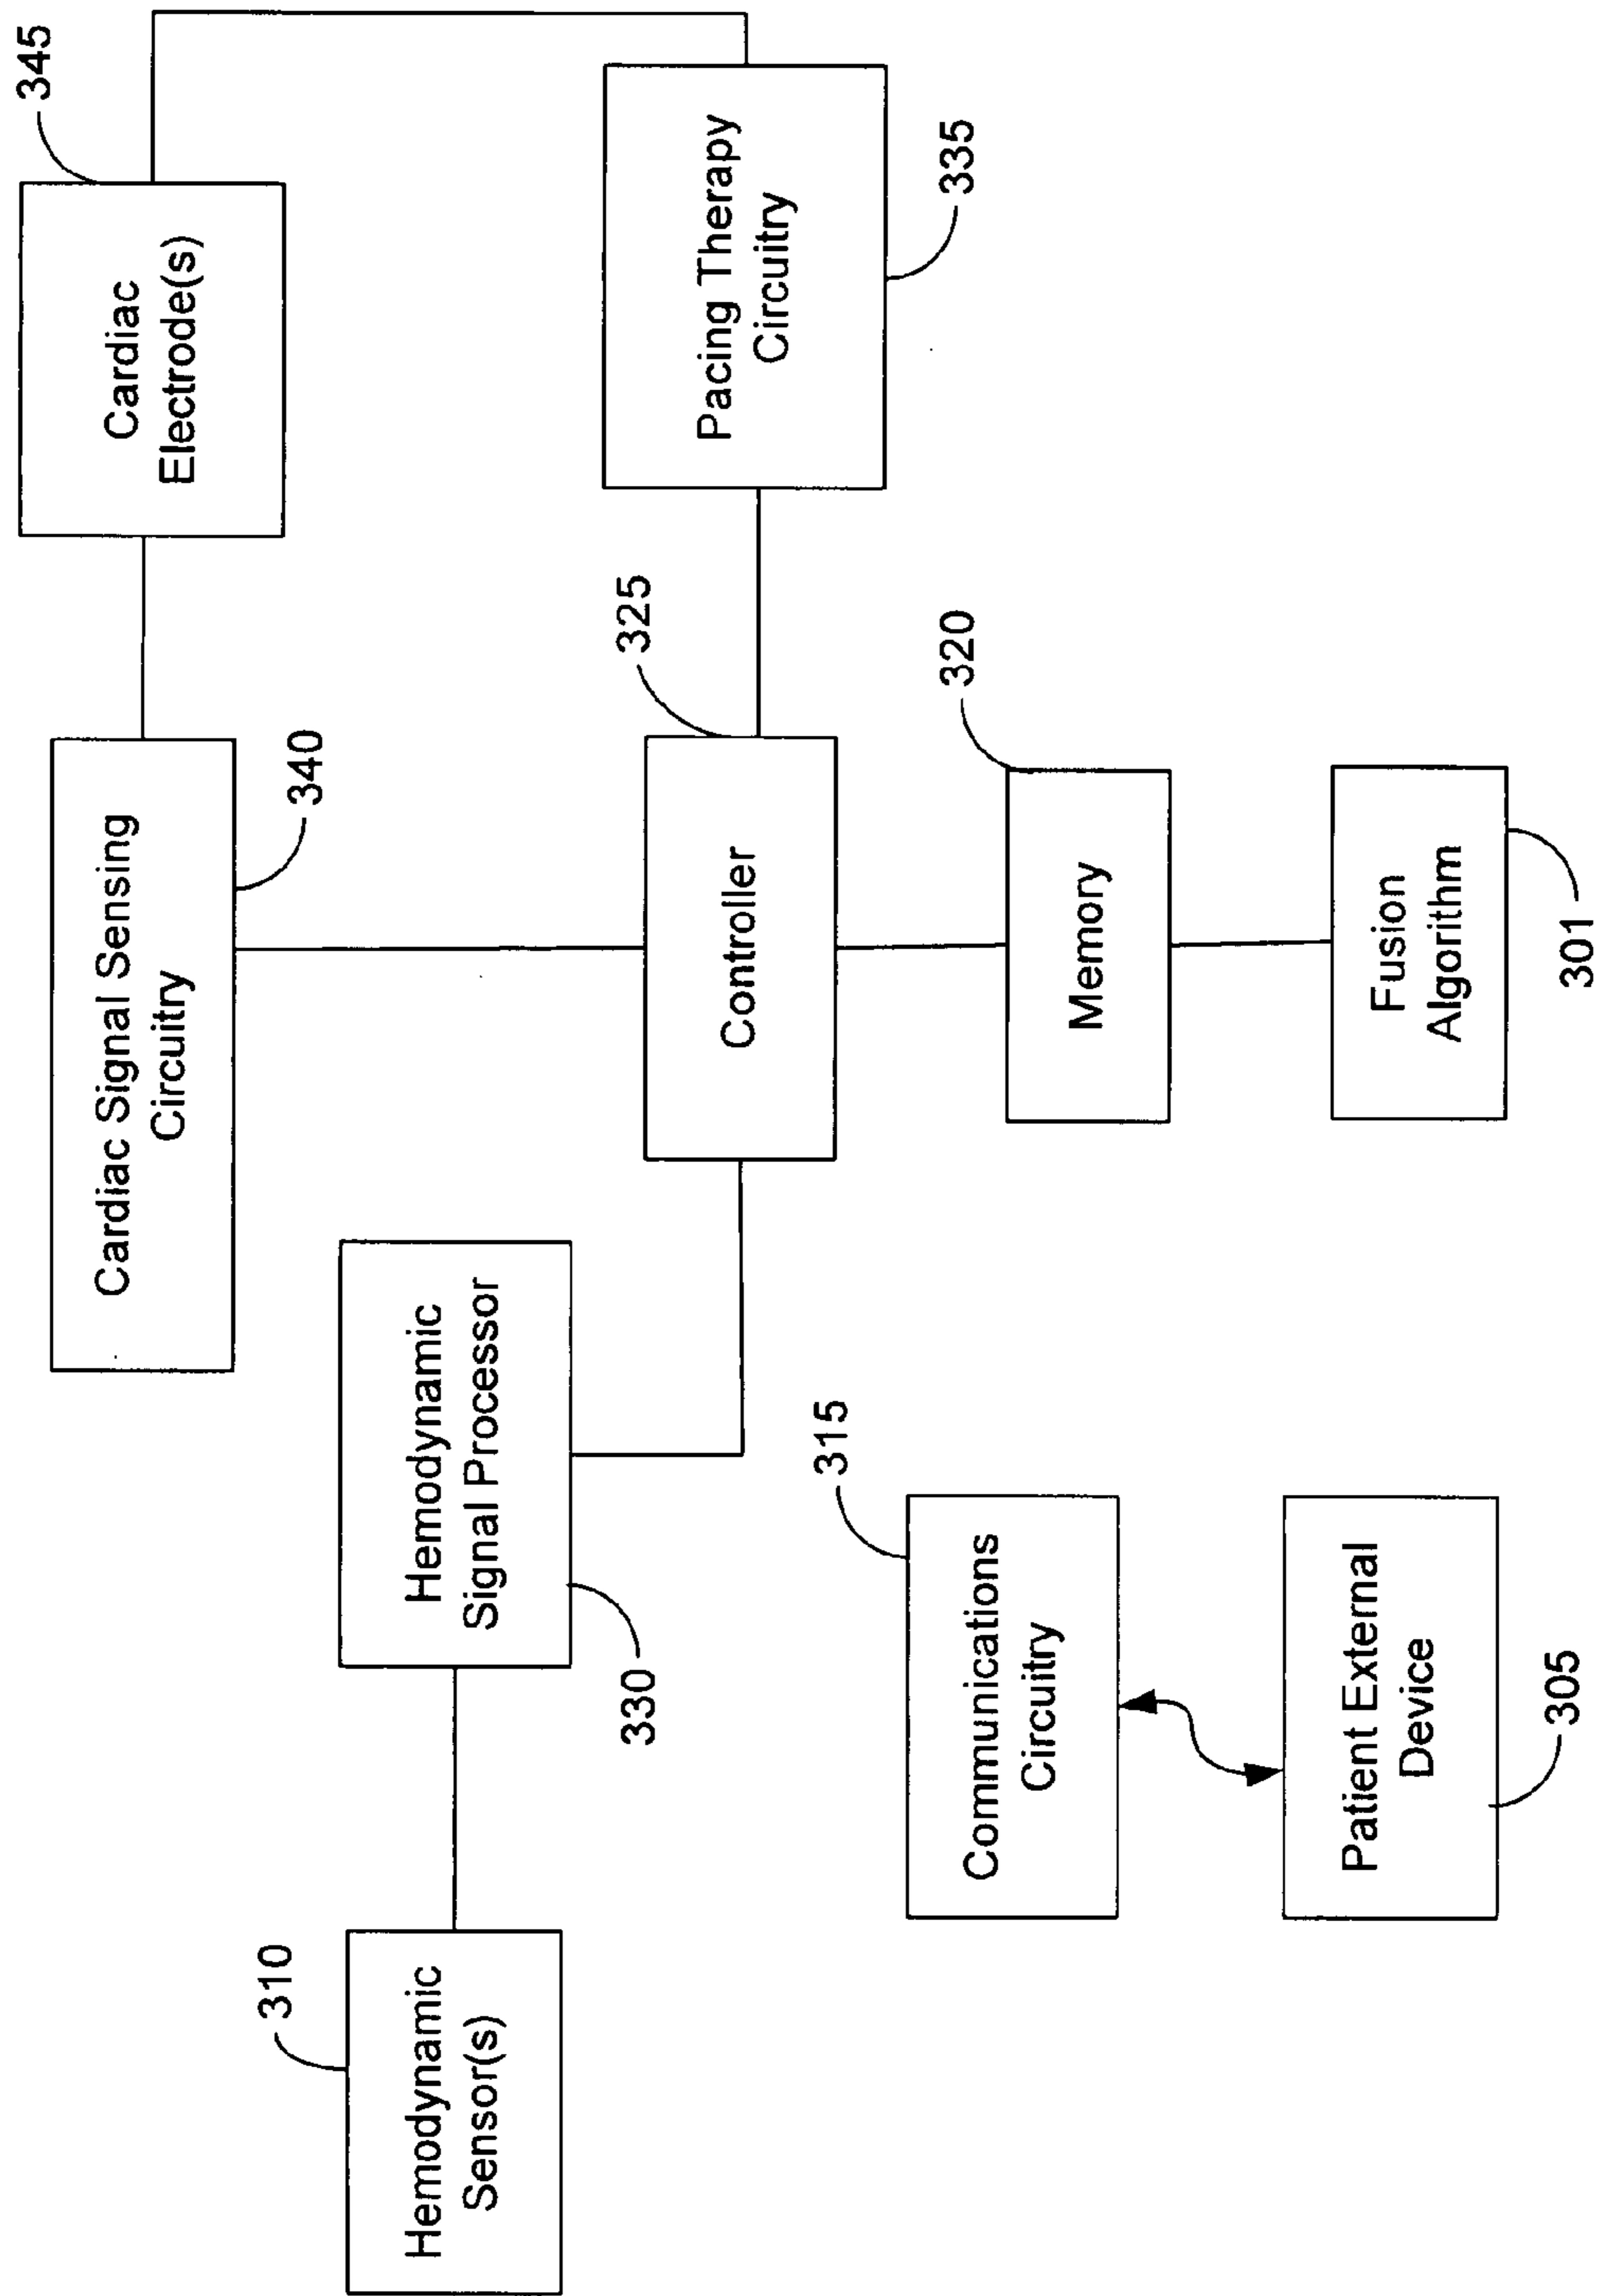 345
Cardiac
Electrode(s)
Cardiac Signal Sensing
Circuitry
340
Hemodynamic
Sensor(s)
310
Hemodynamic
Signal Processor
330
Controller
325
Pacing Therapy
Circuitry
335
Communications
Circuitry
315
Memory
320
Patient External
Device
305
Fusion
Algorithm
301